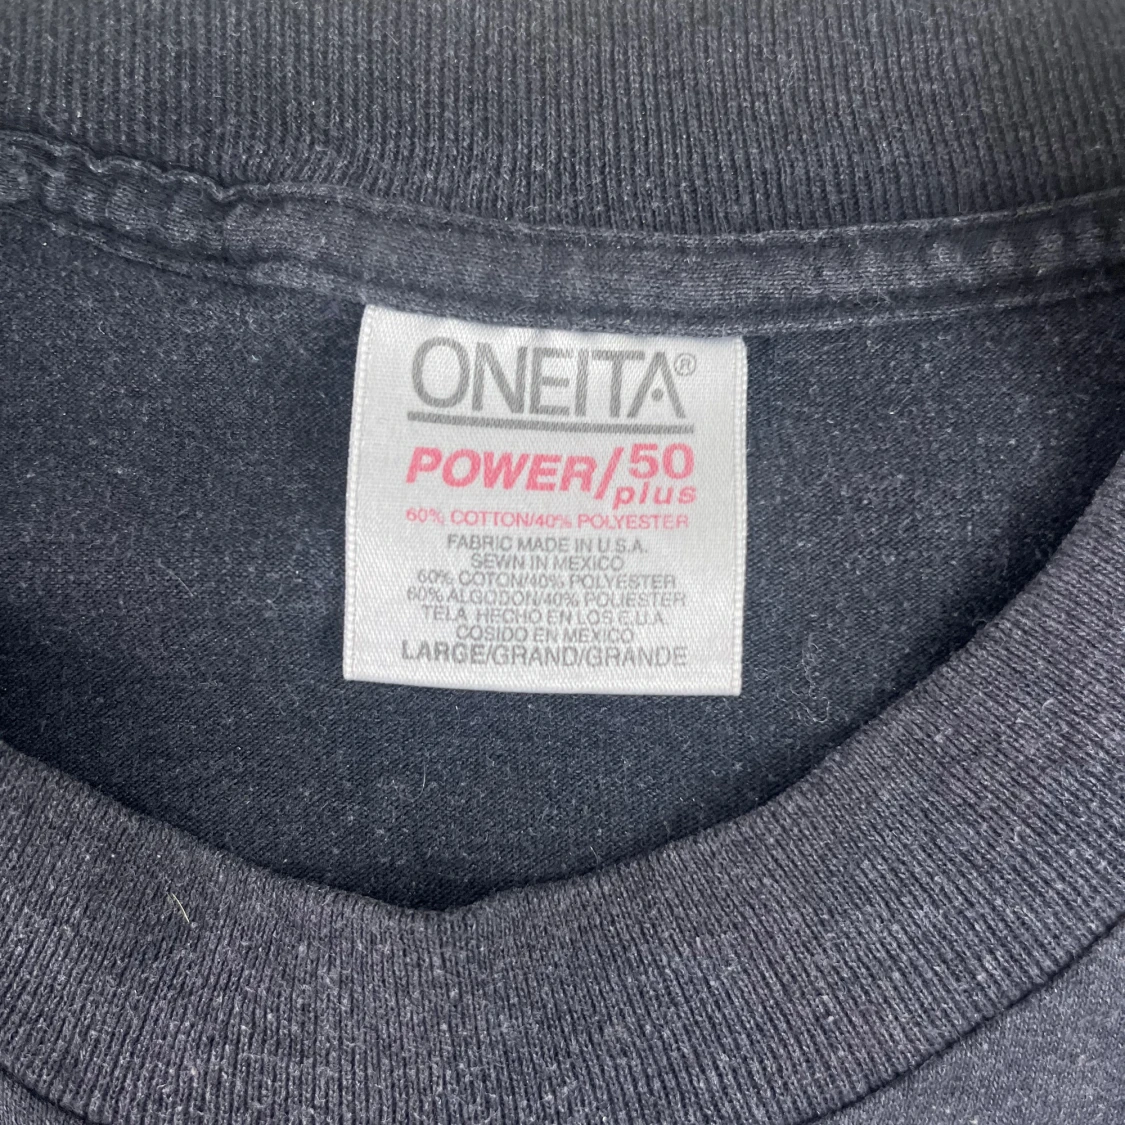 ONEITA®
POWER/50
plus
60% COTTON/40% POLYESTER
FABRIC MADE IN U.S.A.
SEWN IN MEXICO
60% COTON/40% POLYESTER
60% ALGODON/40% POLIESTER
TELA HECHO EN LOS E.U.A.
COSIDO EN MEXICO
LARGE/GRAND/GRANDE